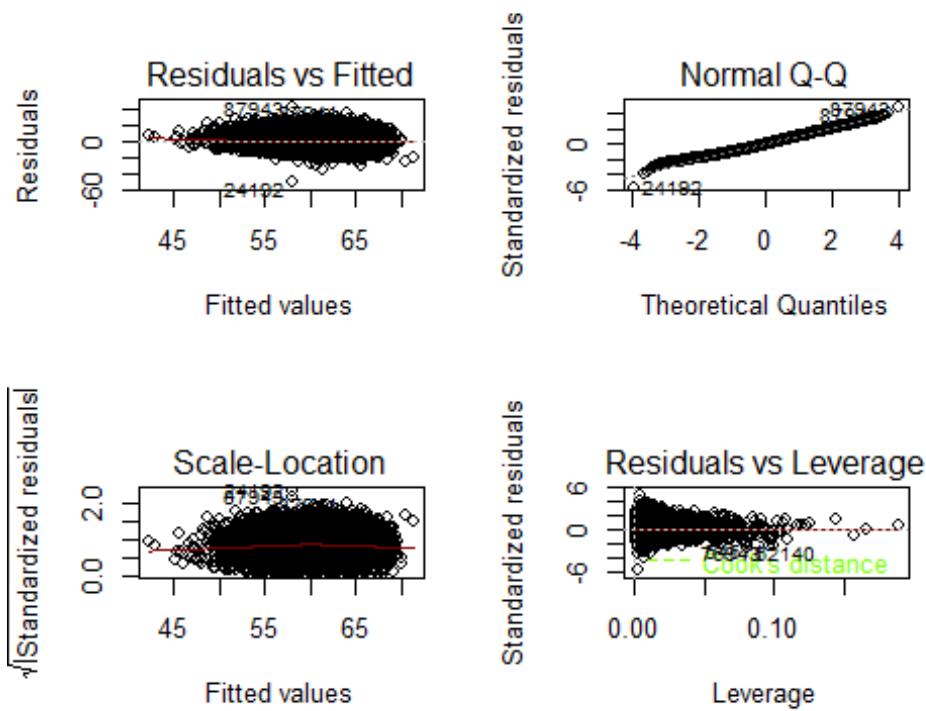 Residuals vs Fitted
Residuals
0
-60
87943
24192
45 55 65
Fitted values
Normal Q-Q
Standardized residuals
0
-6
87943
24192
-4 -2 0 2 4
Theoretical Quantiles
Scale-Location
√|Standardized residuals|
2.0
0.0
45 55 65
Fitted values
Residuals vs Leverage
Standardized residuals
6
0
-6
Cook's distance
0.00 0.10
Leverage